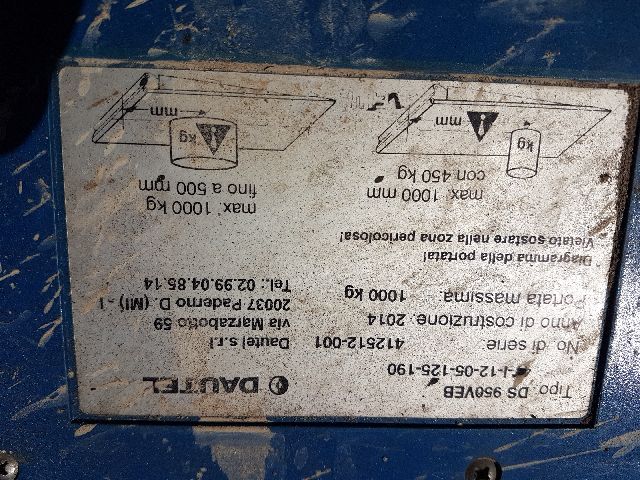 Tipo. DS 950VEB
-I-12-05-125-190
No. di serie. 412512-001
Anno di costruzione. 2014
Portata massima. 1000 kg
DAUTEL
Dautel s.r.l
via Marzabotto 59
20037 Paderno D. (MI) - I
Tel.: 02.99.04.85.14
Diagramma della portata!
Vietato sostare nella zona pericolosa!
max. 1000 mm
con 450 kg
kg
mm
max. 1000 kg
fino a 500 mm
kg
mm